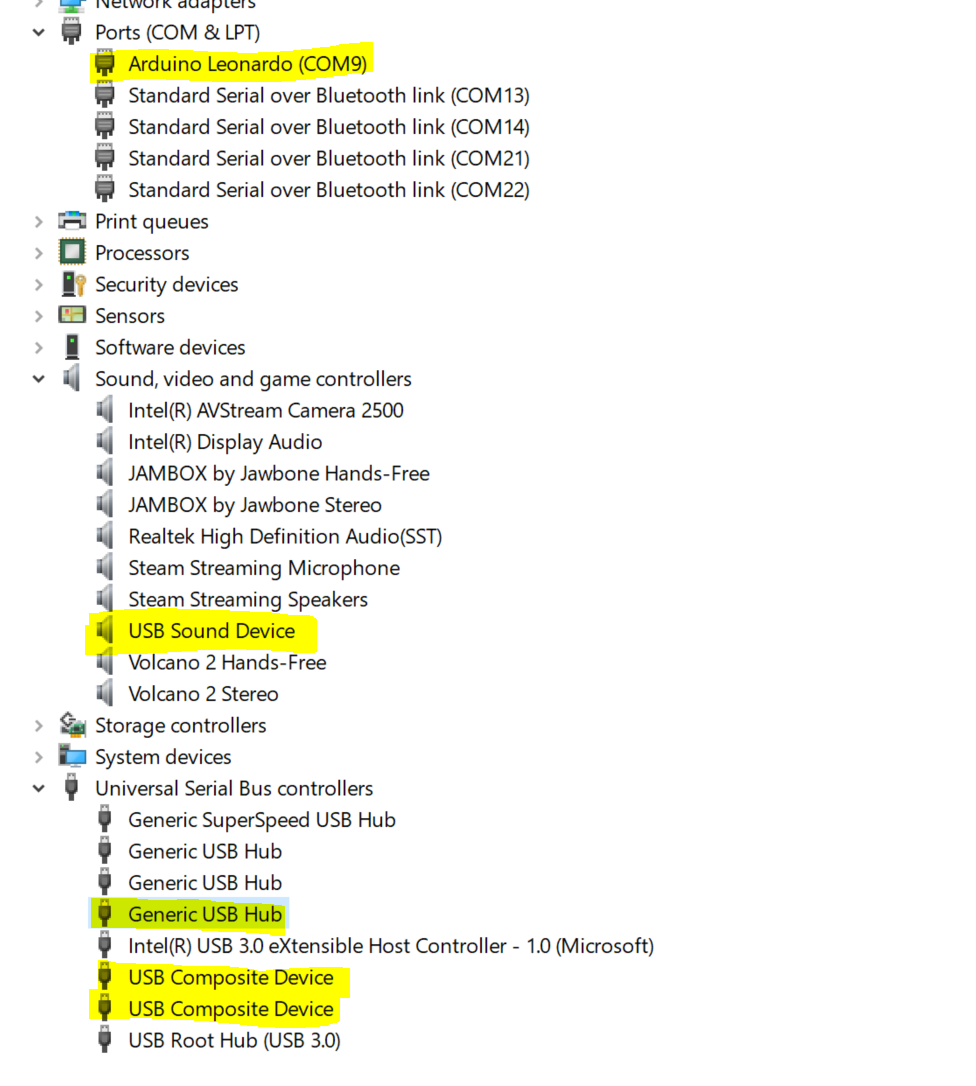 Network adapters
Ports (COM & LPT)
Arduino Leonardo (COM9)
Standard Serial over Bluetooth link (COM13)
Standard Serial over Bluetooth link (COM14)
Standard Serial over Bluetooth link (COM21)
Standard Serial over Bluetooth link (COM22)
Print queues
Processors
Security devices
Sensors
Software devices
Sound, video and game controllers
Intel(R) AVStream Camera 2500
Intel(R) Display Audio
JAMBOX by Jawbone Hands-Free
JAMBOX by Jawbone Stereo
Realtek High Definition Audio(SST)
Steam Streaming Microphone
Steam Streaming Speakers
USB Sound Device
Volcano 2 Hands-Free
Volcano 2 Stereo
Storage controllers
System devices
Universal Serial Bus controllers
Generic SuperSpeed USB Hub
Generic USB Hub
Generic USB Hub
Generic USB Hub
Intel(R) USB 3.0 eXtensible Host Controller - 1.0 (Microsoft)
USB Composite Device
USB Composite Device
USB Root Hub (USB 3.0)